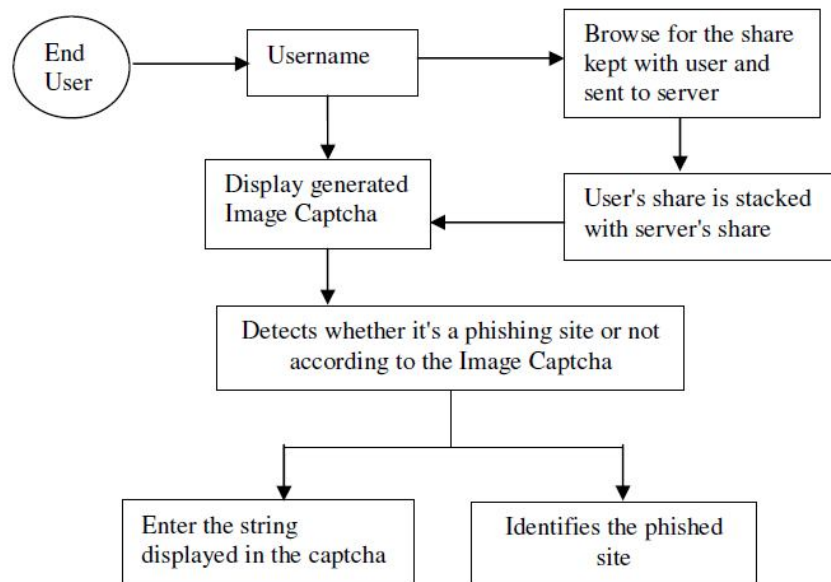 End
User
Username
Browse for the share
kept with user and
sent to server
Display generated
Image Captcha
User's share is stacked
with server's share
Detects whether it's a phishing site or not
according to the Image Captcha
Enter the string
displayed in the captcha
Identifies the phished
site